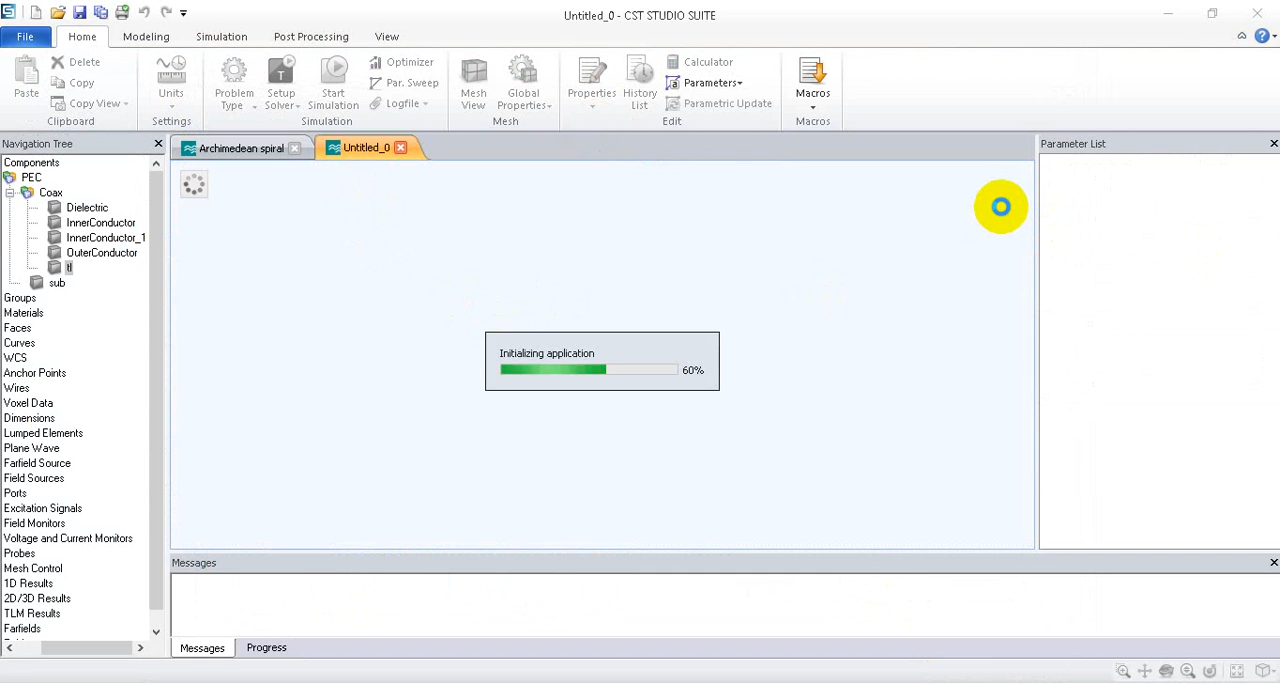 Untitled_0 - CST STUDIO SUITE
File Home Modeling Simulation Post Processing View
Paste
Delete
Copy
Copy View
Clipboard
Units
Settings
Problem Type
Setup Solver
Start Simulation
Optimizer
Par. Sweep
Logfile
Simulation
Mesh View
Global Properties
Mesh
Properties
History List
Calculator
Parameters
Parametric Update
Edit
Macros
Macros
Navigation Tree
Archimedean spiral
Untitled_0
Parameter List
Components
PEC
Coax
Dielectric
InnerConductor
InnerConductor_1
OuterConductor
tl
sub
Groups
Materials
Faces
Curves
WCS
Anchor Points
Wires
Voxel Data
Dimensions
Lumped Elements
Plane Wave
Farfield Source
Field Sources
Ports
Excitation Signals
Field Monitors
Voltage and Current Monitors
Probes
Mesh Control
1D Results
2D/3D Results
TLM Results
Farfields
Initializing application
60%
Messages
Messages Progress